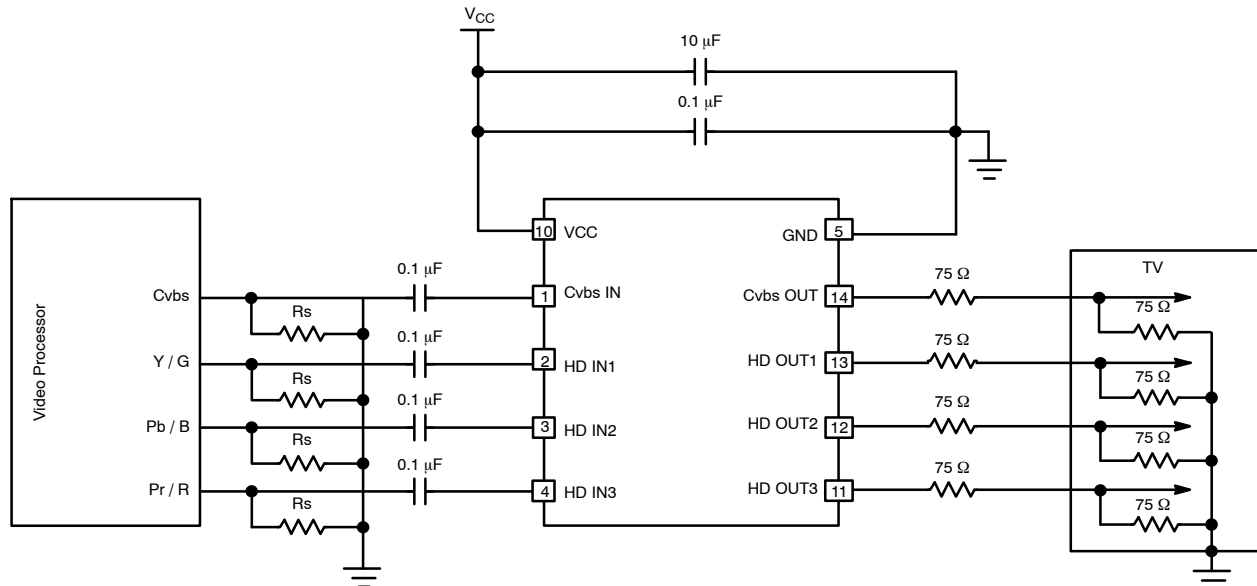 VCC
10 µF
0.1 µF
Video Processor
Cvbs
Y / G
Pb / B
Pr / R
Rs
Rs
Rs
Rs
0.1 µF
0.1 µF
0.1 µF
0.1 µF
10 VCC
1 Cvbs IN
2 HD IN1
3 HD IN2
4 HD IN3
GND 5
Cvbs OUT 14
HD OUT1 13
HD OUT2 12
HD OUT3 11
75 Ω
75 Ω
75 Ω
75 Ω
TV
75 Ω
75 Ω
75 Ω
75 Ω